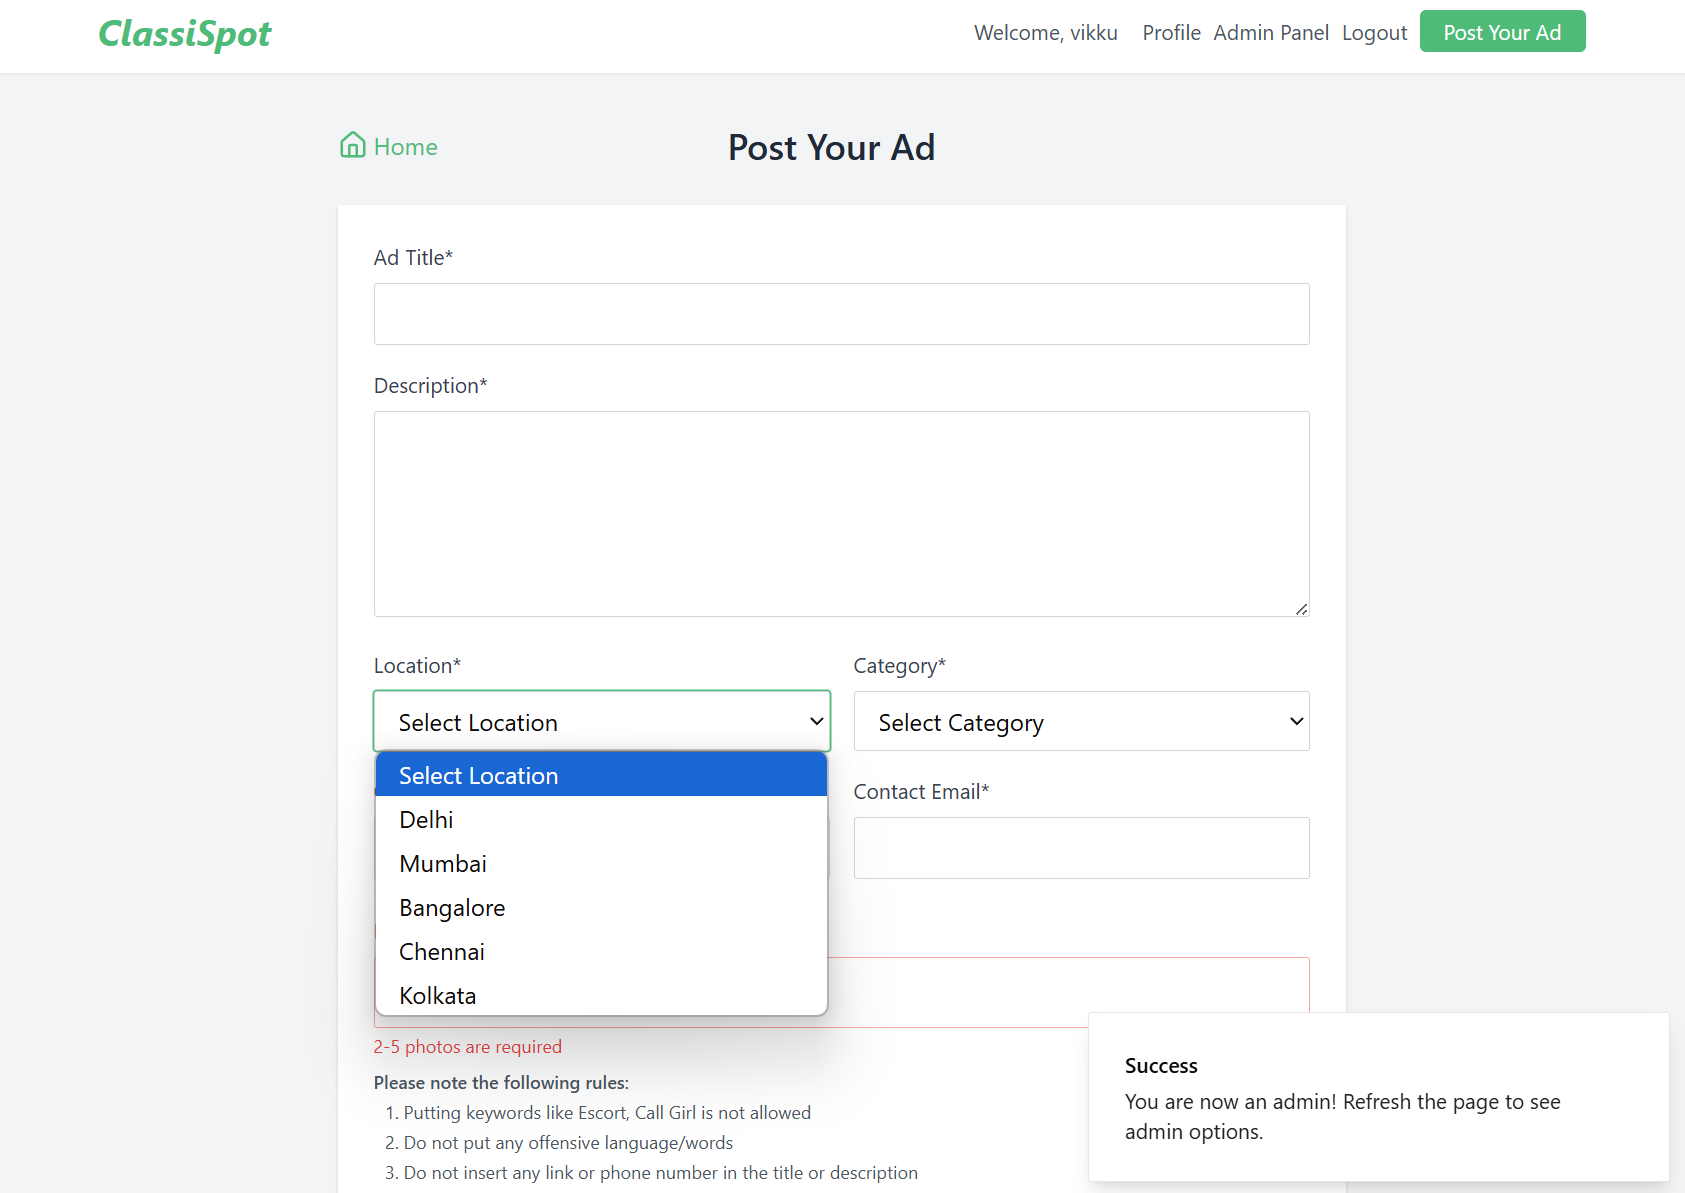 ClassiSpot
Welcome, vikku Profile Admin Panel Logout Post Your Ad
Home
Post Your Ad
Ad Title*
Description*
Location*
Category*
Select Location
Select Category
Select Location
Delhi
Mumbai
Bangalore
Chennai
Kolkata
Contact Email*
2-5 photos are required
Please note the following rules:
1. Putting keywords like Escort, Call Girl is not allowed
2. Do not put any offensive language/words
3. Do not insert any link or phone number in the title or description
Success
You are now an admin! Refresh the page to see
admin options.